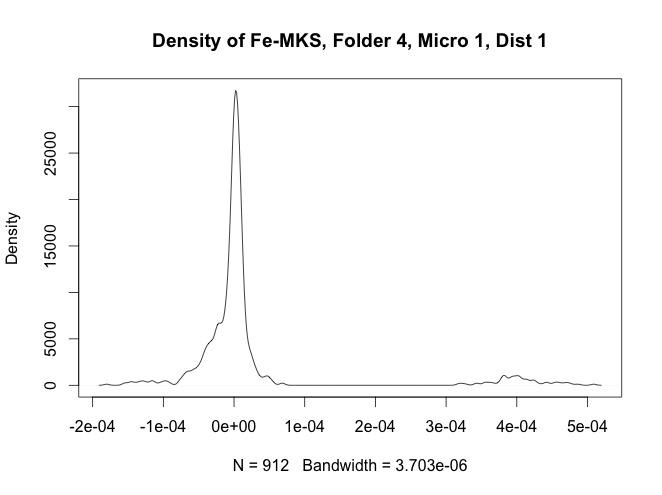 Density of Fe-MKS, Folder 4, Micro 1, Dist 1
Density
25000
15000
5000
0
-2e-04 -1e-04 0e+00 1e-04 2e-04 3e-04 4e-04 5e-04
N = 912 Bandwidth = 3.703e-06